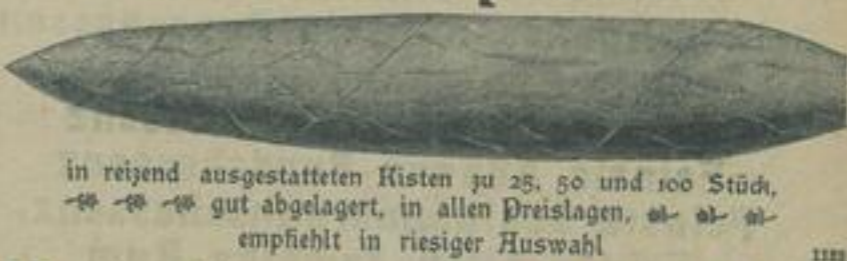 in reizend ausgestatteten Kisten zu 25, 50 und 100 Stück,
gut abgelagert, in allen Preislagen,
empfiehlt in riesiger Auswahl